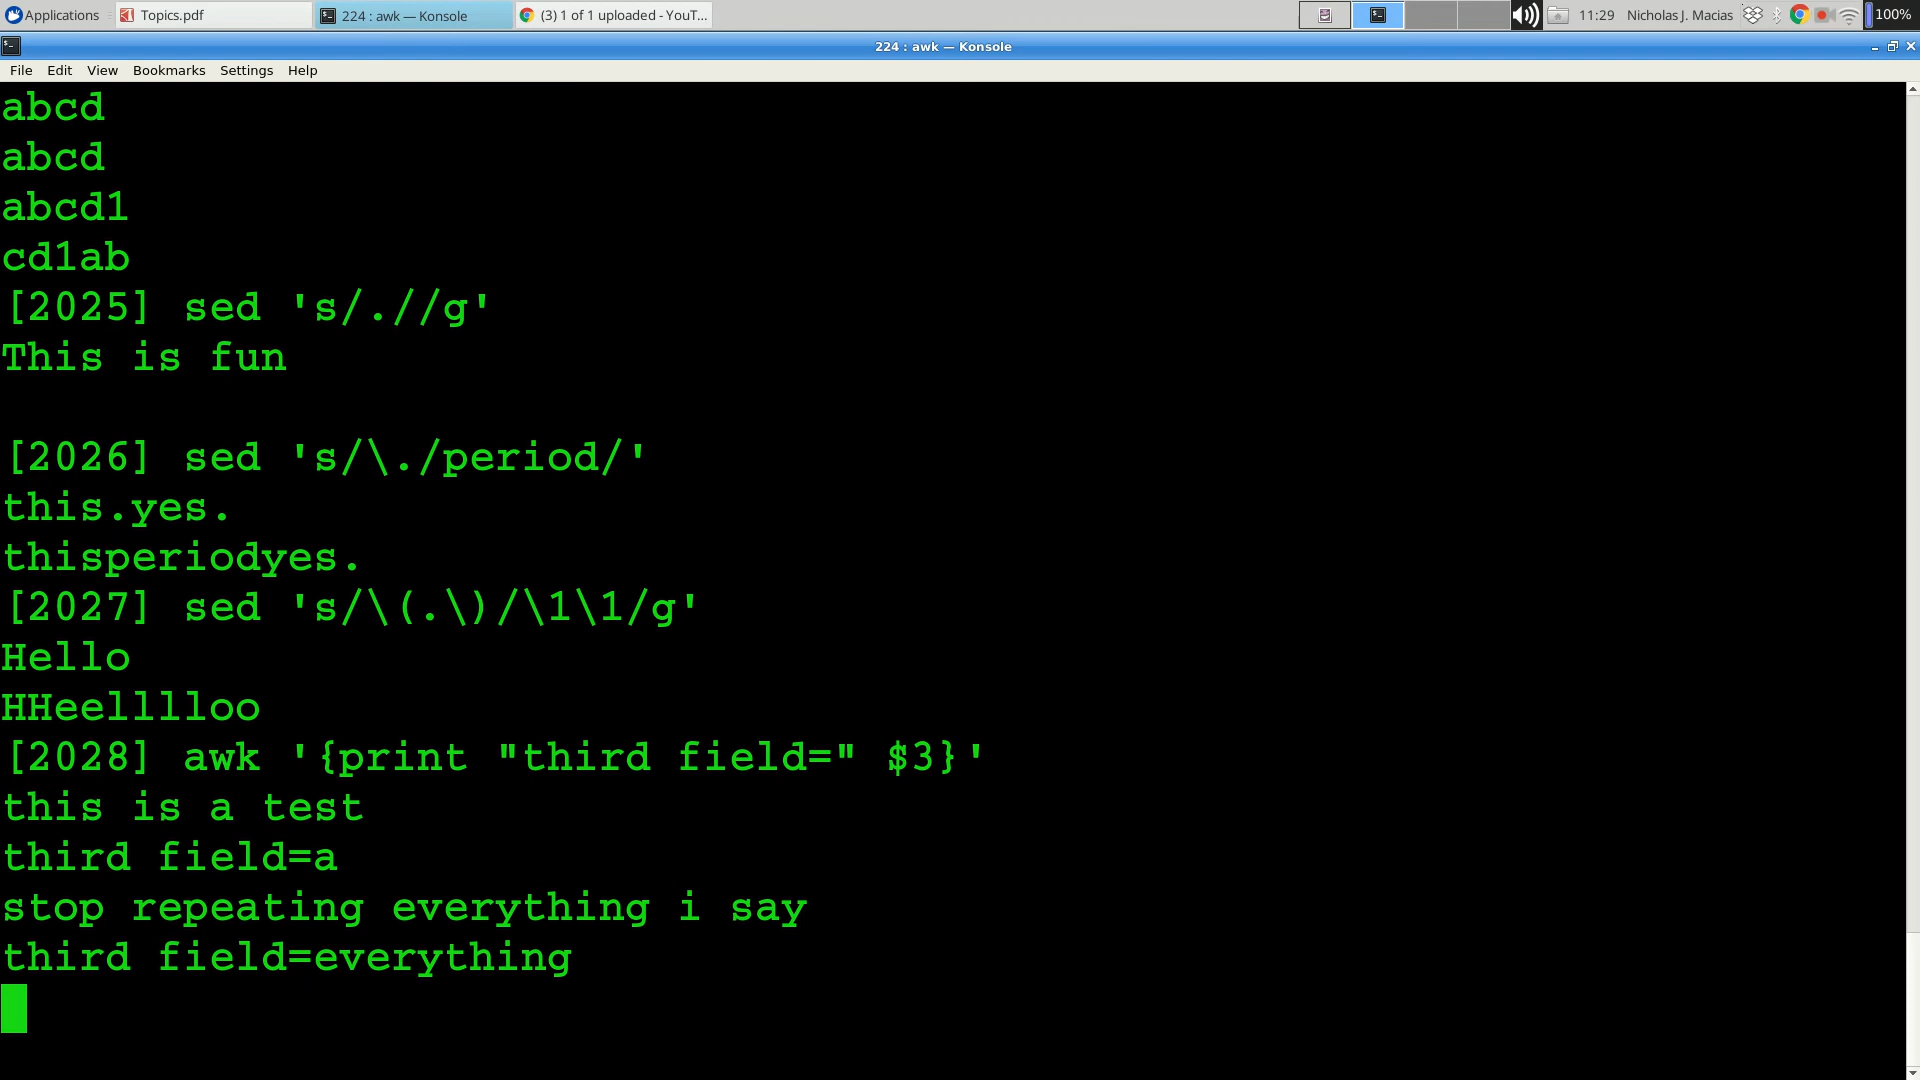 Applications Topics.pdf 224 : awk — Konsole (3) 1 of 1 uploaded - YouT... 11:29 Nicholas J. Macias 100%
224 : awk — Konsole
File Edit View Bookmarks Settings Help
abcd
abcd
abcd1
cd1ab
[2025] sed 's/.//g'
This is fun
[2026] sed 's/\./period/'
this.yes.
thisperiodyes.
[2027] sed 's/\(.\)/\1\1/g'
Hello
HHeelllloo
[2028] awk '{print "third field=" $3}'
this is a test
third field=a
stop repeating everything i say
third field=everything